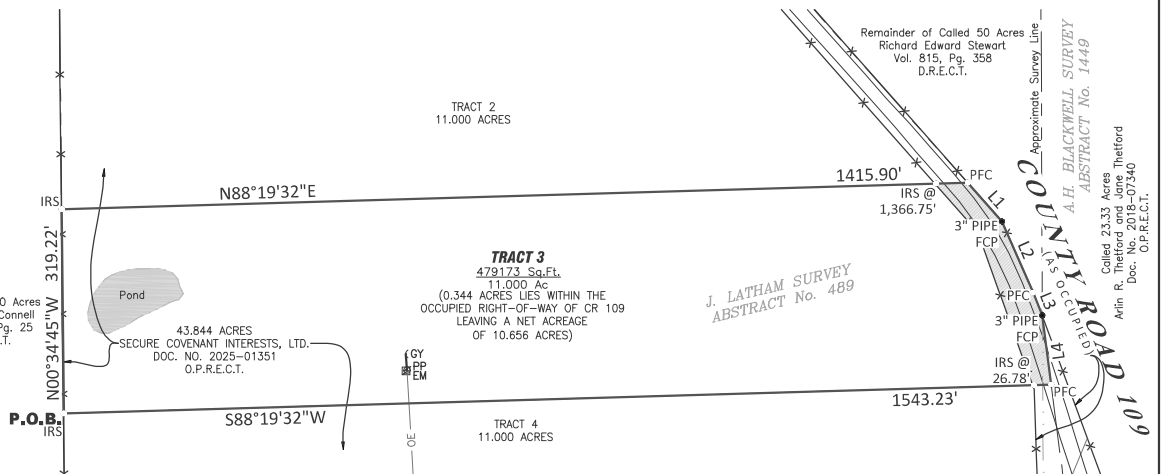 Remainder of Called 50 Acres
Richard Edward Stewart
Vol. 815, Pg. 358
D.R.E.C.T.
Approximate Survey Line
A.H. BLACKWELL SURVEY
ABSTRACT No. 1449
TRACT 2
11.000 ACRES
Called 23.33 Acres
Arlin R. Thetford and Jane Thetford
Doc. No. 2018-07340
O.P.R.E.C.T.
COUNTY ROAD 109
(AS OCCUPIED)
IRS
N88°19'32"E
1415.90'
PFC
IRS @
1,366.75'
L1
3" PIPE
FCP
L2
N00°34'45"W 319.22'
TRACT 3
479173 Sq.Ft.
11.000 Ac
(0.344 ACRES LIES WITHIN THE
OCCUPIED RIGHT-OF-WAY OF CR 109
LEAVING A NET ACREAGE
OF 10.656 ACRES)
J. LATHAM SURVEY
ABSTRACT No. 489
Pond
0 Acres
Connell
Pg. 25
.T.
43.844 ACRES
SECURE COVENANT INTERESTS, LTD.
DOC. NO. 2025-01351
O.P.R.E.C.T.
PFC
L3
3" PIPE
FCP
L4
GY
PP
EM
IRS @
26.78'
PFC
P.O.B.
IRS
S88°19'32"W
1543.23'
OE
TRACT 4
11.000 ACRES